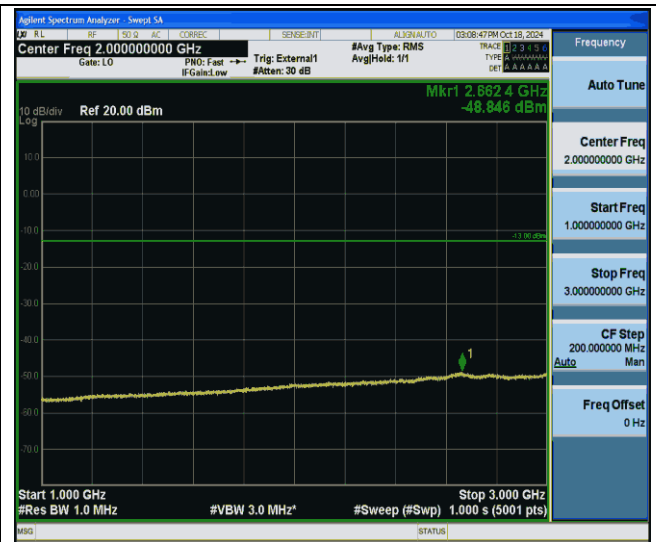 Agilent Spectrum Analyzer - Swept SA
RL RF 50 Ω AC CORREC SENSE:INT ALIGNAUTO 03:08:47PM Oct 18, 2024
Center Freq 2.000000000 GHz #Avg Type: RMS TRACE 1 2 3 4 5 6 Frequency
Gate: LO PNO: Fast Trig: External1 Avg|Hold: 1/1 TYPE A
IFGain:Low #Atten: 30 dB DET A A A A A A
Auto Tune
Mkr1 2.662 4 GHz
10 dB/div Ref 20.00 dBm -48.846 dBm
Log
Center Freq
10.0 2.000000000 GHz
0.00
Start Freq
-10.0 1.000000000 GHz
-13.00 dBm
-20.0
Stop Freq
3.000000000 GHz
-30.0
CF Step
-40.0 200.000000 MHz
1 Auto Man
-50.0
Freq Offset
-60.0 0 Hz
-70.0
Start 1.000 GHz Stop 3.000 GHz
#Res BW 1.0 MHz #VBW 3.0 MHz* #Sweep (#Swp) 1.000 s (5001 pts)
MSG STATUS